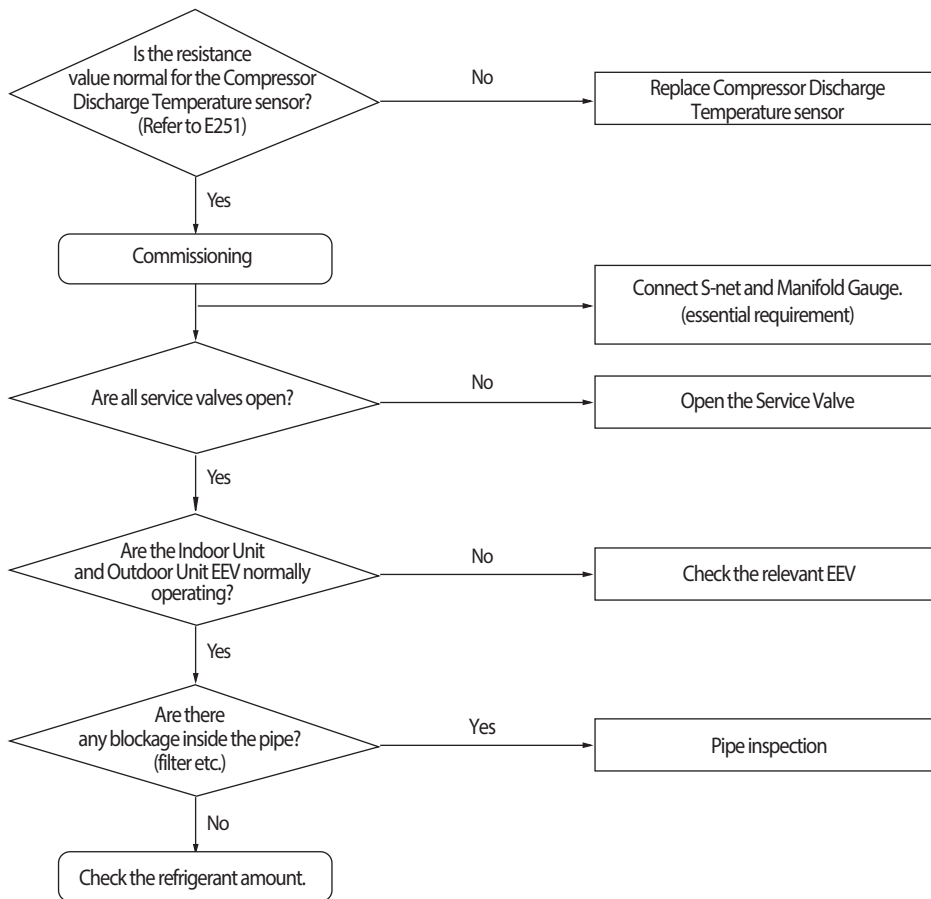 Is the resistance
value normal for the Compressor
Discharge Temperature sensor?
(Refer to E251)
No
Replace Compressor Discharge
Temperature sensor
Yes
Commissioning
Connect S-net and Manifold Gauge.
(essential requirement)
Are all service valves open?
No
Open the Service Valve
Yes
Are the Indoor Unit
and Outdoor Unit EEV normally
operating?
No
Check the relevant EEV
Yes
Are there
any blockage inside the pipe?
(filter etc.)
Yes
Pipe inspection
No
Check the refrigerant amount.